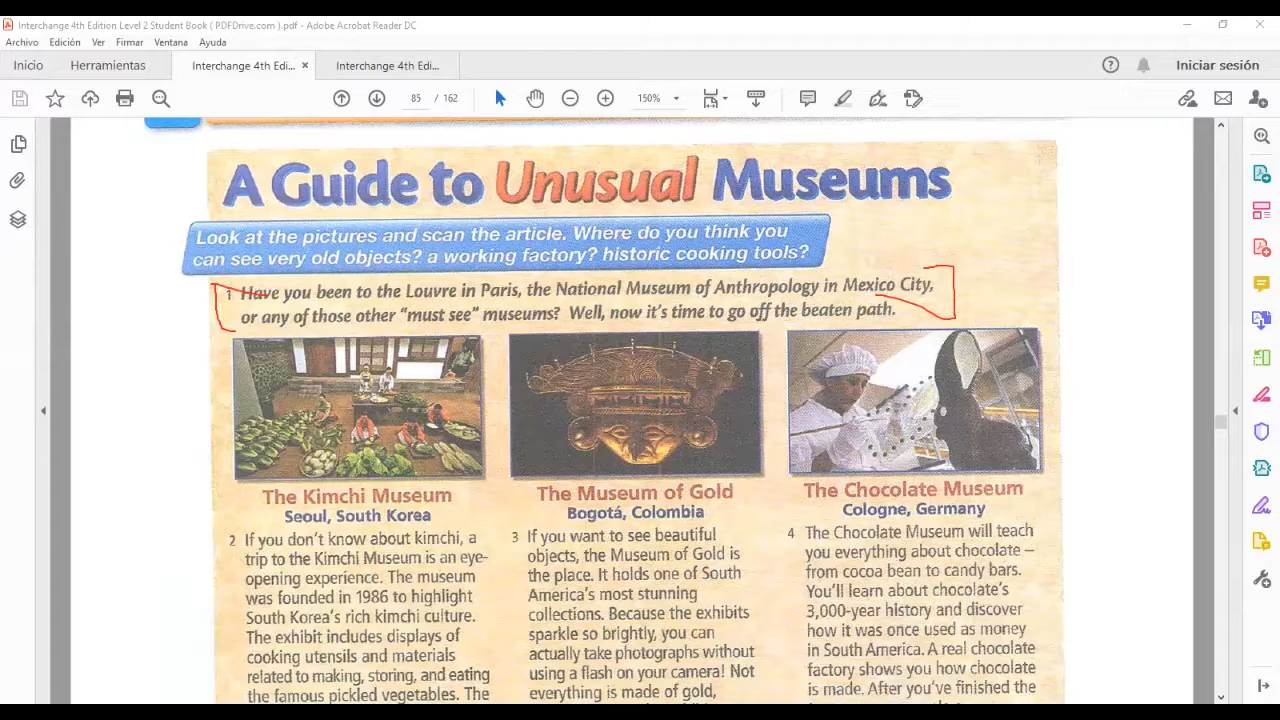 Interchange 4th Edition Level 2 Student Book ( PDFDrive.com ).pdf - Adobe Acrobat Reader DC
Archivo Edición Ver Firmar Ventana Ayuda
Inicio Herramientas Interchange 4th Edi... × Interchange 4th Edi... Iniciar sesión
85 / 162 150%
A Guide to Unusual Museums
Look at the pictures and scan the article. Where do you think you
can see very old objects? a working factory? historic cooking tools?
1 Have you been to the Louvre in Paris, the National Museum of Anthropology in Mexico City,
or any of those other “must see” museums? Well, now it’s time to go off the beaten path.
The Kimchi Museum
Seoul, South Korea
2 If you don’t know about kimchi, a
trip to the Kimchi Museum is an eye-
opening experience. The museum
was founded in 1986 to highlight
South Korea’s rich kimchi culture.
The exhibit includes displays of
cooking utensils and materials
related to making, storing, and eating
the famous pickled vegetables. The
The Museum of Gold
Bogotá, Colombia
3 If you want to see beautiful
objects, the Museum of Gold is
the place. It holds one of South
America’s most stunning
collections. Because the exhibits
sparkle so brightly, you can
actually take photographs without
using a flash on your camera! Not
everything is made of gold,
The Chocolate Museum
Cologne, Germany
4 The Chocolate Museum will teach
you everything about chocolate –
from cocoa bean to candy bars.
You’ll learn about chocolate’s
3,000-year history and discover
how it was once used as money
in South America. A real chocolate
factory shows you how chocolate
is made. After you’ve finished the